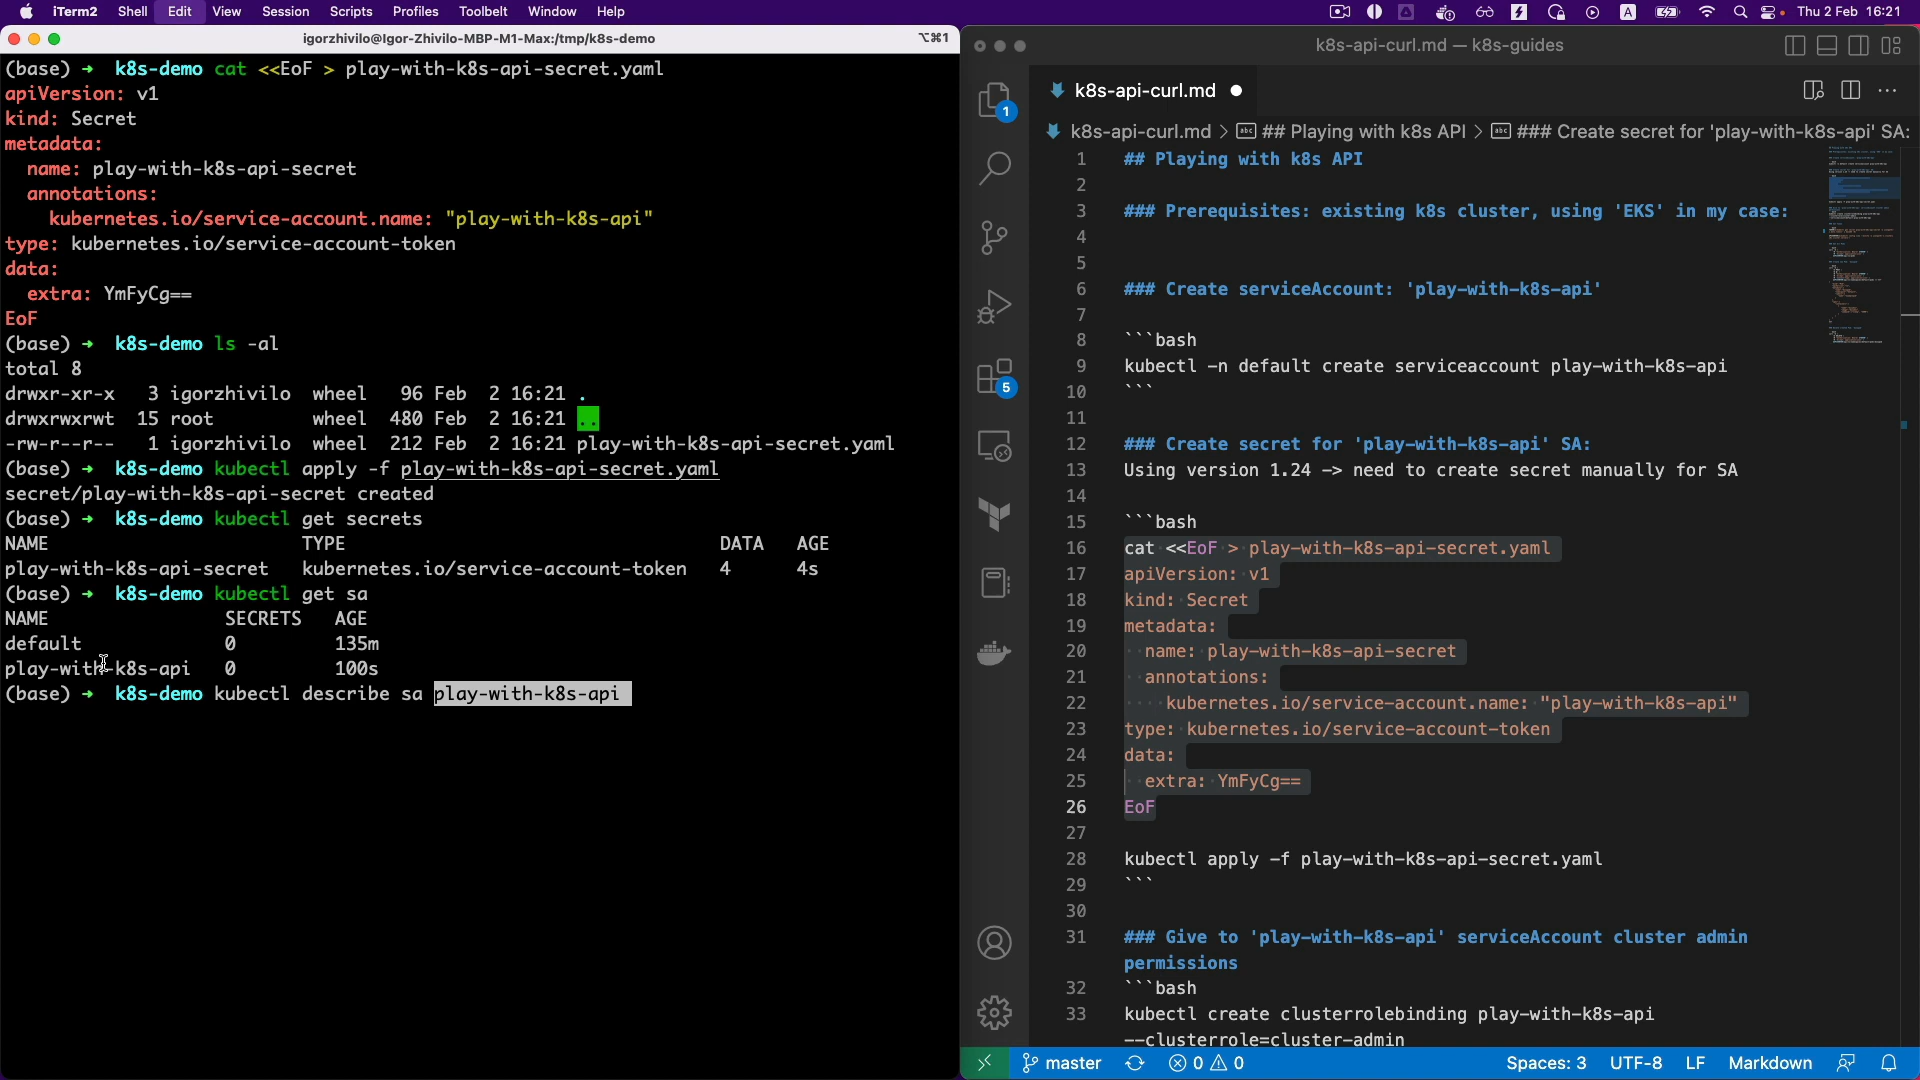 iTerm2 Shell Edit View Session Scripts Profiles Toolbelt Window Help A Thu 2 Feb 16:21
igorzhivilo@Igor-Zhivilo-MBP-M1-Max:/tmp/k8s-demo ⌥⌘1
(base) ➜ k8s-demo cat <<EoF > play-with-k8s-api-secret.yaml
apiVersion: v1
kind: Secret
metadata:
  name: play-with-k8s-api-secret
  annotations:
    kubernetes.io/service-account.name: "play-with-k8s-api"
type: kubernetes.io/service-account-token
data:
  extra: YmFyCg==
EoF
(base) ➜ k8s-demo ls -al
total 8
drwxr-xr-x 3 igorzhivilo wheel 96 Feb 2 16:21 .
drwxrwxrwt 15 root wheel 480 Feb 2 16:21 ..
-rw-r--r-- 1 igorzhivilo wheel 212 Feb 2 16:21 play-with-k8s-api-secret.yaml
(base) ➜ k8s-demo kubectl apply -f play-with-k8s-api-secret.yaml
secret/play-with-k8s-api-secret created
(base) ➜ k8s-demo kubectl get secrets
NAME TYPE DATA AGE
play-with-k8s-api-secret kubernetes.io/service-account-token 4 4s
(base) ➜ k8s-demo kubectl get sa
NAME SECRETS AGE
default 0 135m
play-with-k8s-api 0 100s
(base) ➜ k8s-demo kubectl describe sa play-with-k8s-api
k8s-api-curl.md — k8s-guides
k8s-api-curl.md
k8s-api-curl.md > ## Playing with k8s API > ### Create secret for 'play-with-k8s-api' SA:
1
5
1 ## Playing with k8s API
2
3 ### Prerequisites: existing k8s cluster, using 'EKS' in my case:
4
5
6 ### Create serviceAccount: 'play-with-k8s-api'
7
8 ```bash
9 kubectl -n default create serviceaccount play-with-k8s-api
10 ```
11
12 ### Create secret for 'play-with-k8s-api' SA:
13 Using version 1.24 -> need to create secret manually for SA
14
15 ```bash
16 cat <<EoF > play-with-k8s-api-secret.yaml
17 apiVersion: v1
18 kind: Secret
19 metadata:
20   name: play-with-k8s-api-secret
21   annotations:
22     kubernetes.io/service-account.name: "play-with-k8s-api"
23 type: kubernetes.io/service-account-token
24 data:
25   extra: YmFyCg==
26 EoF
27
28 kubectl apply -f play-with-k8s-api-secret.yaml
29 ```
30
31 ### Give to 'play-with-k8s-api' serviceAccount cluster admin
permissions
32 ```bash
33 kubectl create clusterrolebinding play-with-k8s-api
--clusterrole=cluster-admin
master 0 0 Spaces: 3 UTF-8 LF Markdown